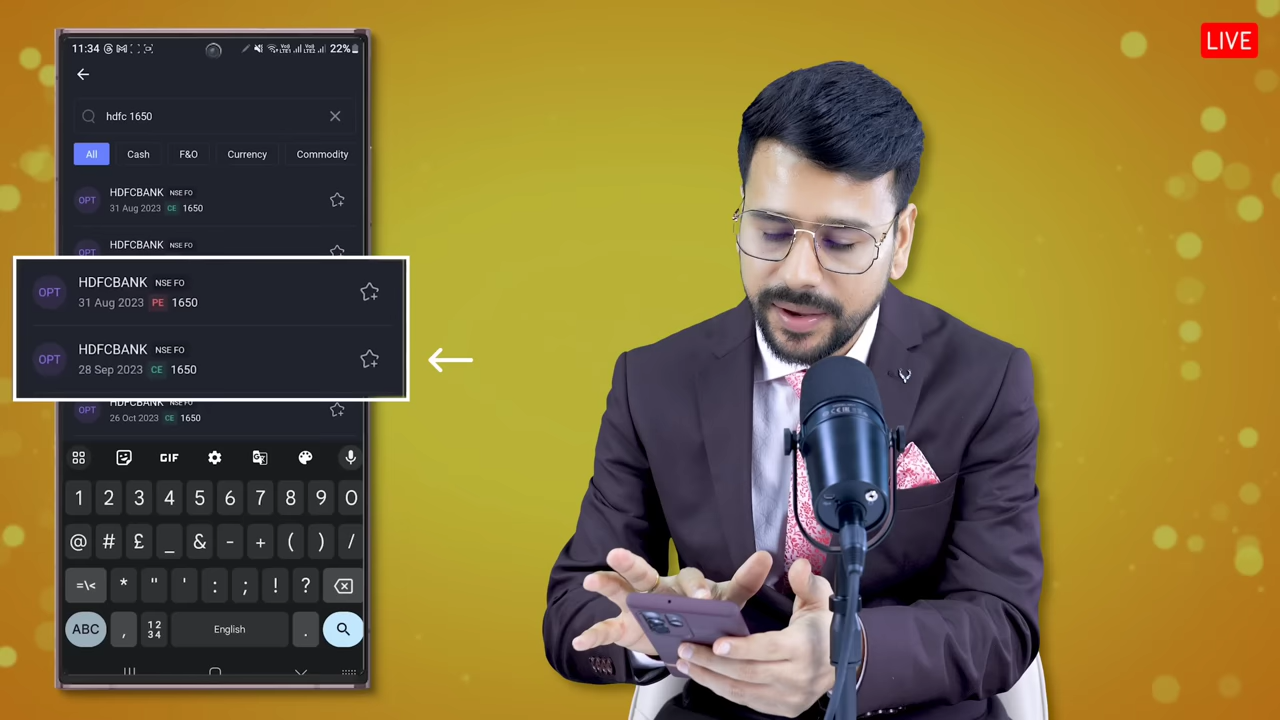 LIVE
11:34 22%
hdfc 1650
All Cash F&O Currency Commodity
OPT HDFCBANK NSE FO
31 Aug 2023 CE 1650
OPT HDFCBANK NSE FO
OPT HDFCBANK NSE FO
31 Aug 2023 PE 1650
OPT HDFCBANK NSE FO
28 Sep 2023 CE 1650
OPT HDFCBANK NSE FO
26 Oct 2023 CE 1650
GIF
1 2 3 4 5 6 7 8 9 0
@ # £ _ & - + ( ) /
=\< * " ' : ; ! ?
ABC , 12 34 English .